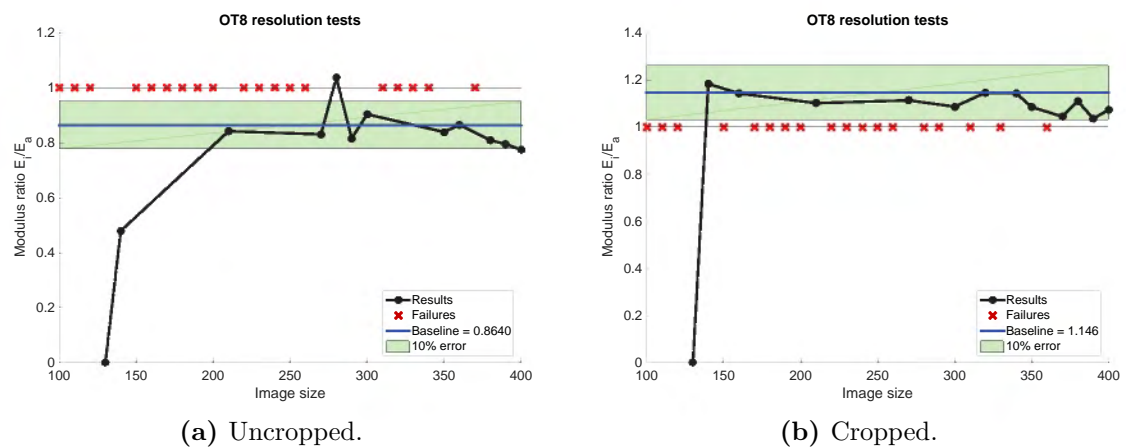 OT8 resolution tests
1.2
1
0.8
0.6
0.4
0.2
0
Modulus ratio E_i/E_a
100 150 200 250 300 350 400
Image size
Results
Failures
Baseline = 0.8640
10% error
(a) Uncropped.
OT8 resolution tests
1.4
1.2
1
0.8
0.6
0.4
0.2
0
Modulus ratio E_i/E_a
100 150 200 250 300 350 400
Image size
Results
Failures
Baseline = 1.146
10% error
(b) Cropped.